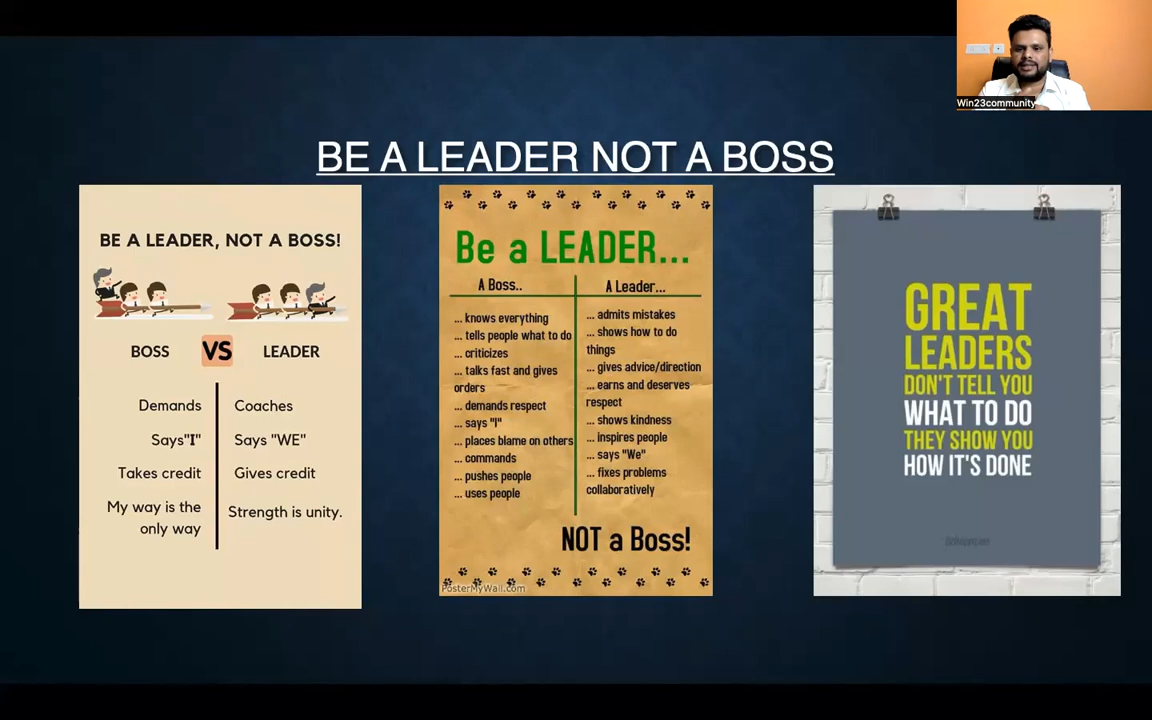 Win23community
BE A LEADER NOT A BOSS
BE A LEADER, NOT A BOSS!
BOSS VS LEADER
Demands Coaches
Says"I" Says "WE"
Takes credit Gives credit
My way is the
only way
Strength is unity.
Be a LEADER...
A Boss..
... knows everything
... tells people what to do
... criticizes
... talks fast and gives
orders
... demands respect
... says "I"
... places blame on others
... commands
... pushes people
... uses people
A Leader...
... admits mistakes
... shows how to do
things
... gives advice/direction
... earns and deserves
respect
... shows kindness
... inspires people
... says "We"
... fixes problems
collaboratively
NOT a Boss!
PosterMyWall.com
GREAT
LEADERS
DON'T TELL YOU
WHAT TO DO
THEY SHOW YOU
HOW IT'S DONE